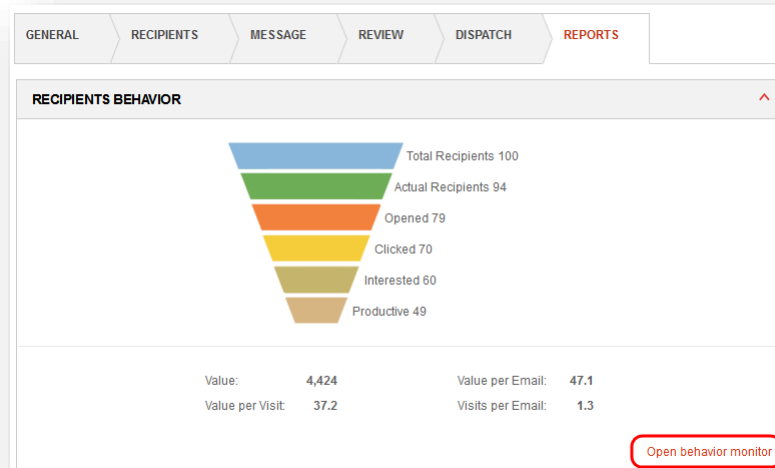 GENERAL RECIPIENTS MESSAGE REVIEW DISPATCH REPORTS
RECIPIENTS BEHAVIOR
Total Recipients 100
Actual Recipients 94
Opened 79
Clicked 70
Interested 60
Productive 49
Value: 4,424 Value per Email: 47.1
Value per Visit: 37.2 Visits per Email: 1.3
Open behavior monitor